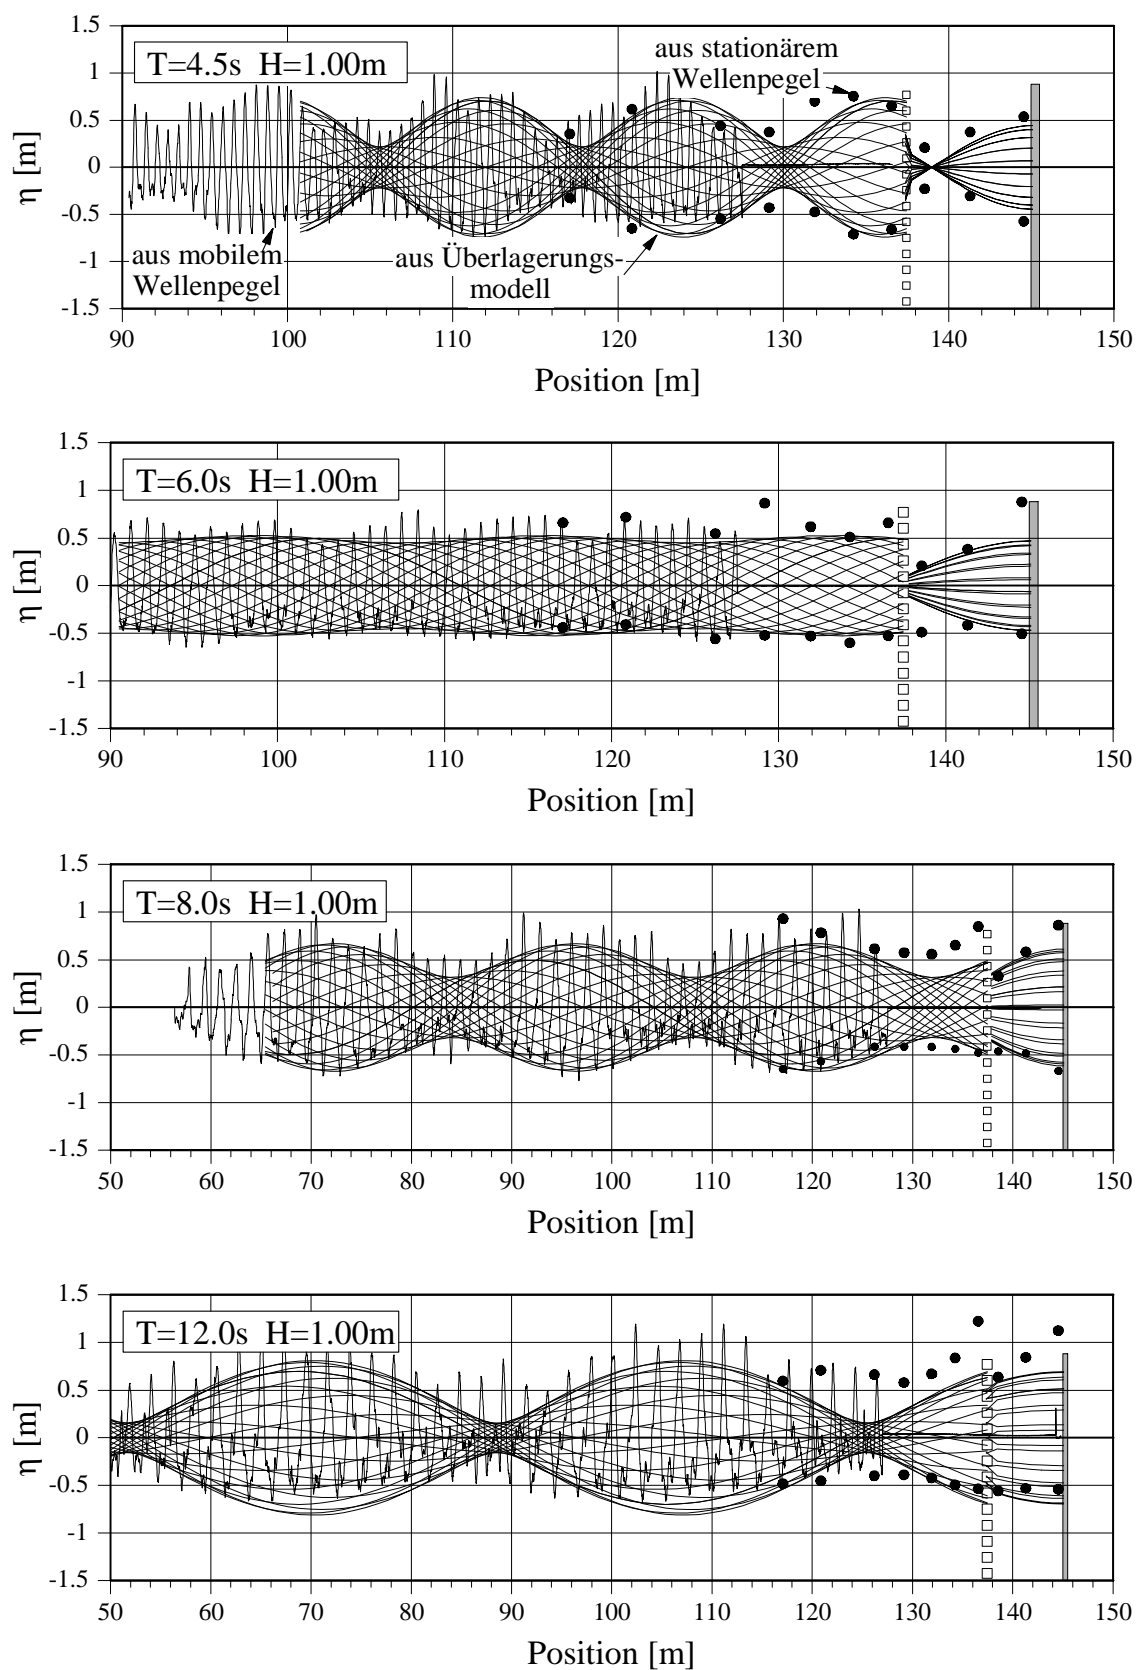 1.5
T=4.5s H=1.00m
aus stationärem
Wellenpegel
1
0.5
0
-0.5
-1
-1.5
η [m]
aus mobilem
Wellenpegel
aus Überlagerungs-
modell
90 100 110 120 130 140 150
Position [m]
1.5
T=6.0s H=1.00m
1
0.5
0
-0.5
-1
-1.5
η [m]
90 100 110 120 130 140 150
Position [m]
1.5
T=8.0s H=1.00m
1
0.5
0
-0.5
-1
-1.5
η [m]
50 60 70 80 90 100 110 120 130 140 150
Position [m]
1.5
T=12.0s H=1.00m
1
0.5
0
-0.5
-1
-1.5
η [m]
50 60 70 80 90 100 110 120 130 140 150
Position [m]